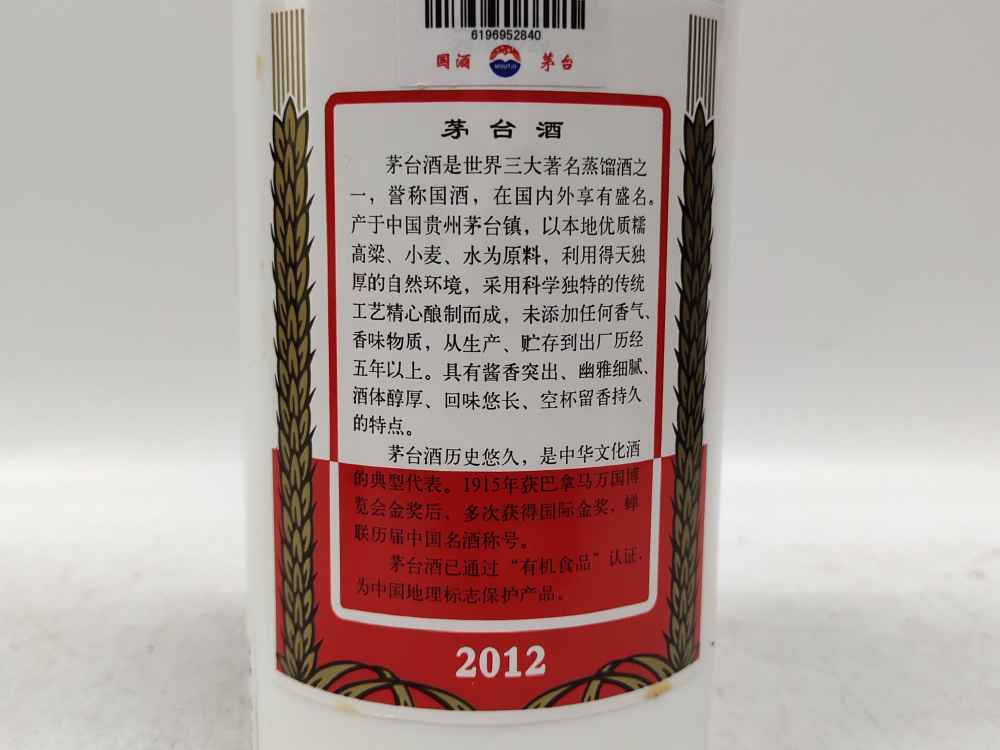 6196952840
国酒 MOUTAI 茅台
茅台酒
茅台酒是世界三大著名蒸馏酒之
一，誉称国酒，在国内外享有盛名。
产于中国贵州茅台镇，以本地优质糯
高粱、小麦、水为原料，利用得天独
厚的自然环境，采用科学独特的传统
工艺精心酿制而成，未添加任何香气、
香味物质，从生产、贮存到出厂历经
五年以上。具有酱香突出、幽雅细腻、
酒体醇厚、回味悠长、空杯留香持久
的特点。
茅台酒历史悠久，是中华文化酒
的典型代表。1915年获巴拿马万国博
览会金奖后、多次获得国际金奖，蝉
联历届中国名酒称号。
茅台酒已通过“有机食品”认证，
为中国地理标志保护产品。
2012